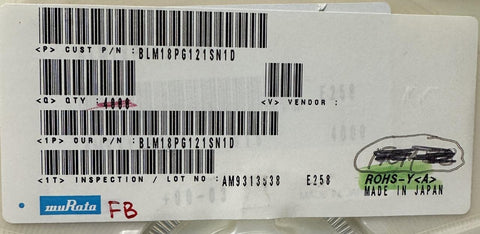 <P> CUST P/N :BLM18PG121SN1D
<Q> QTY :4000
<V> VENDOR :
E258
4000
<1P> OUR P/N :BLM18PG121SN1D
<1T> INSPECTION / LOT NO : AM9313538 E258
ROHS-Y<A>
MADE IN JAPAN
muRata FB